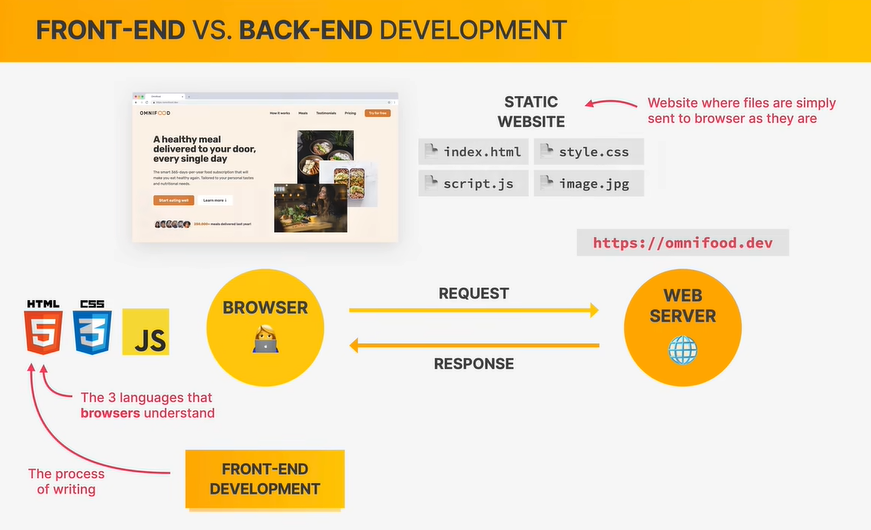 FRONT-END VS. BACK-END DEVELOPMENT
OMNIFOOD
How it works
Meals
Testimonials
Pricing
Try for free
A healthy meal
delivered to your door,
every single day
The smart 365-days-per-year food subscription that will
make you eat healthy again. Tailored to your personal tastes
and nutritional needs.
Start eating well
Learn more ↓
250,000+ meals delivered last year!
STATIC
WEBSITE
Website where files are simply
sent to browser as they are
index.html
style.css
script.js
image.jpg
https://omnifood.dev
HTML
5
CSS
3
JS
BROWSER
REQUEST
RESPONSE
WEB
SERVER
The 3 languages that
browsers understand
The process
of writing
FRONT-END
DEVELOPMENT